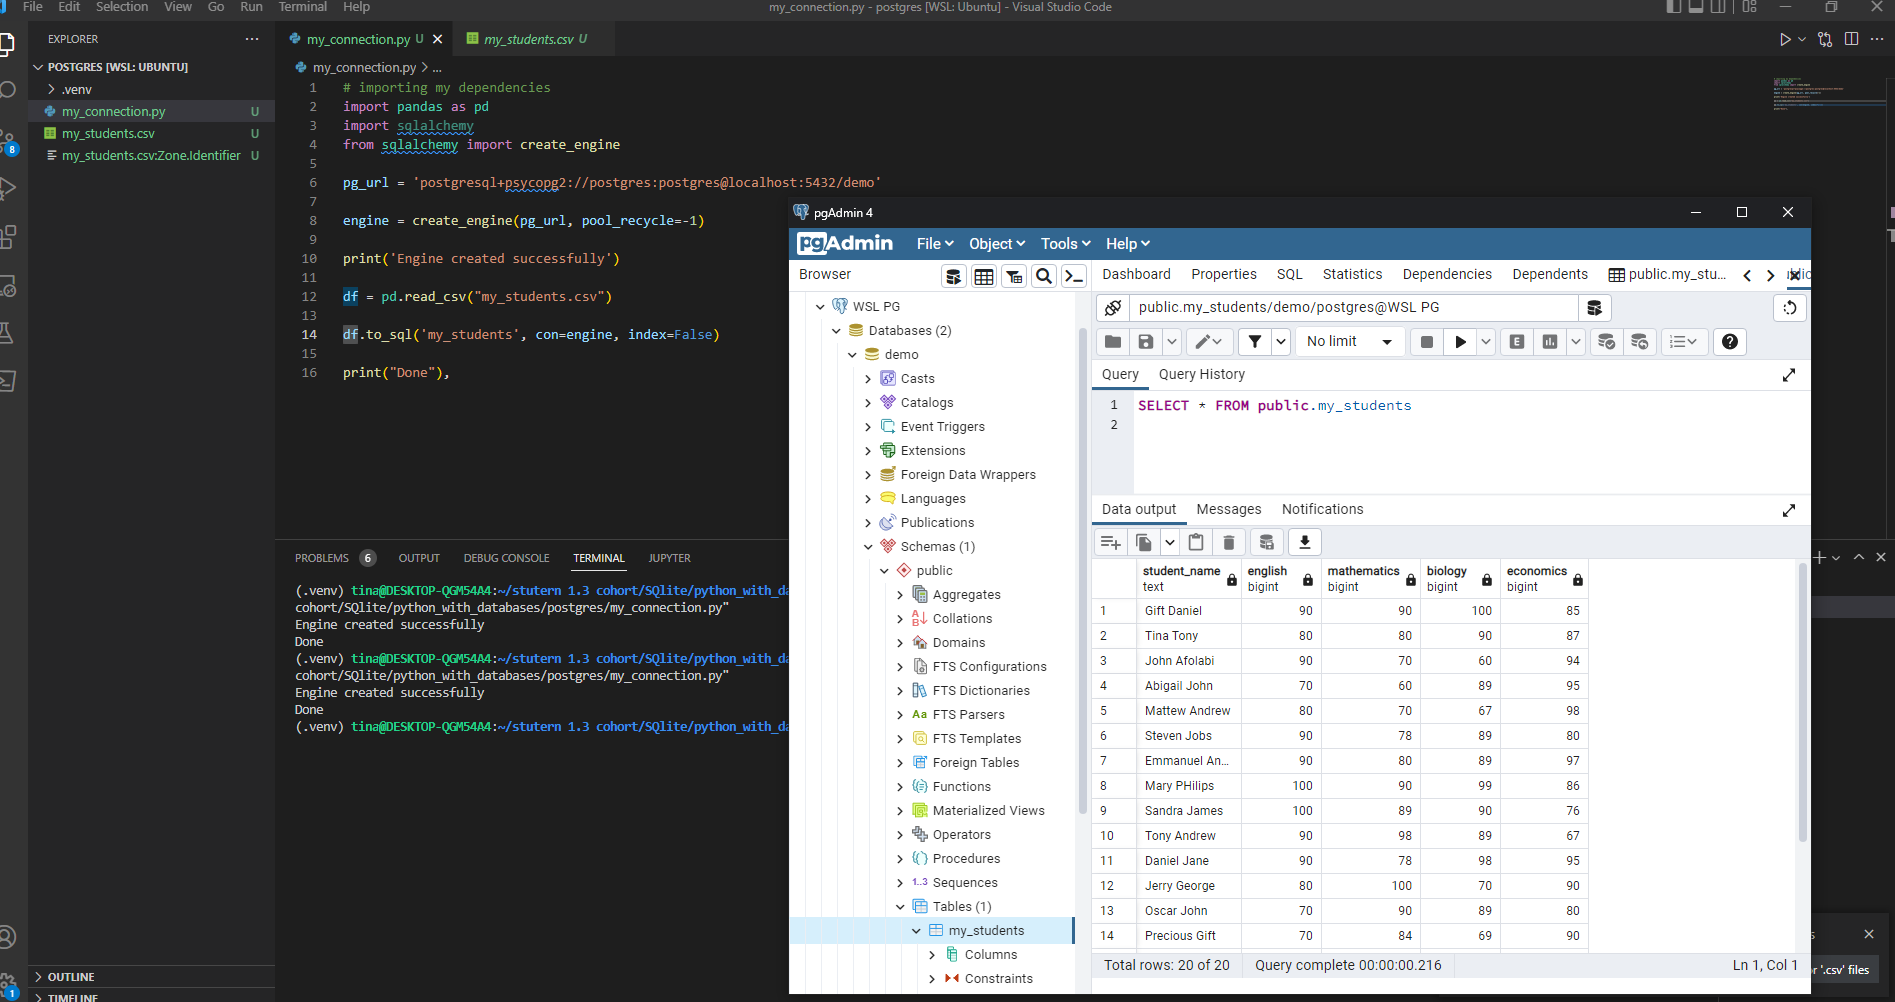 File Edit Selection View Go Run Terminal Help
my_connection.py - postgres [WSL: Ubuntu] - Visual Studio Code
EXPLORER
POSTGRES [WSL: UBUNTU]
.venv
my_connection.py U
my_students.csv U
my_students.csv:Zone.Identifier U
8
1
OUTLINE
TIMELINE
my_connection.py U
my_students.csv U
my_connection.py > ...
1 # importing my dependencies
2 import pandas as pd
3 import sqlalchemy
4 from sqlalchemy import create_engine
5
6 pg_url = 'postgresql+psycopg2://postgres:postgres@localhost:5432/demo'
7
8 engine = create_engine(pg_url, pool_recycle=-1)
9
10 print('Engine created successfully')
11
12 df = pd.read_csv("my_students.csv")
13
14 df.to_sql('my_students', con=engine, index=False)
15
16 print("Done"),
PROBLEMS 6 OUTPUT DEBUG CONSOLE TERMINAL JUPYTER
(.venv) tina@DESKTOP-QGM54A4:~/stutern 1.3 cohort/SQlite/python_with_da
cohort/SQlite/python_with_databases/postgres/my_connection.py"
Engine created successfully
Done
(.venv) tina@DESKTOP-QGM54A4:~/stutern 1.3 cohort/SQlite/python_with_da
cohort/SQlite/python_with_databases/postgres/my_connection.py"
Engine created successfully
Done
(.venv) tina@DESKTOP-QGM54A4:~/stutern 1.3 cohort/SQlite/python_with_da
pgAdmin 4
pgAdmin File Object Tools Help
Browser
WSL PG
Databases (2)
demo
Casts
Catalogs
Event Triggers
Extensions
Foreign Data Wrappers
Languages
Publications
Schemas (1)
public
Aggregates
Collations
Domains
FTS Configurations
FTS Dictionaries
Aa FTS Parsers
FTS Templates
Foreign Tables
Functions
Materialized Views
Operators
Procedures
1..3 Sequences
Tables (1)
my_students
Columns
Constraints
Dashboard Properties SQL Statistics Dependencies Dependents public.my_stu...
public.my_students/demo/postgres@WSL PG
No limit
E
Query Query History
1 SELECT * FROM public.my_students
2
Data output Messages Notifications
student_name english mathematics biology economics
text bigint bigint bigint bigint
1 Gift Daniel 90 90 100 85
2 Tina Tony 80 80 90 87
3 John Afolabi 90 70 60 94
4 Abigail John 70 60 89 95
5 Mattew Andrew 80 70 67 98
6 Steven Jobs 90 78 89 80
7 Emmanuel An... 90 80 89 97
8 Mary PHilips 100 90 99 86
9 Sandra James 100 89 90 76
10 Tony Andrew 90 98 89 67
11 Daniel Jane 90 78 98 95
12 Jerry George 80 100 70 90
13 Oscar John 70 90 89 80
14 Precious Gift 70 84 69 90
Total rows: 20 of 20 Query complete 00:00:00.216 Ln 1, Col 1
'.csv' files